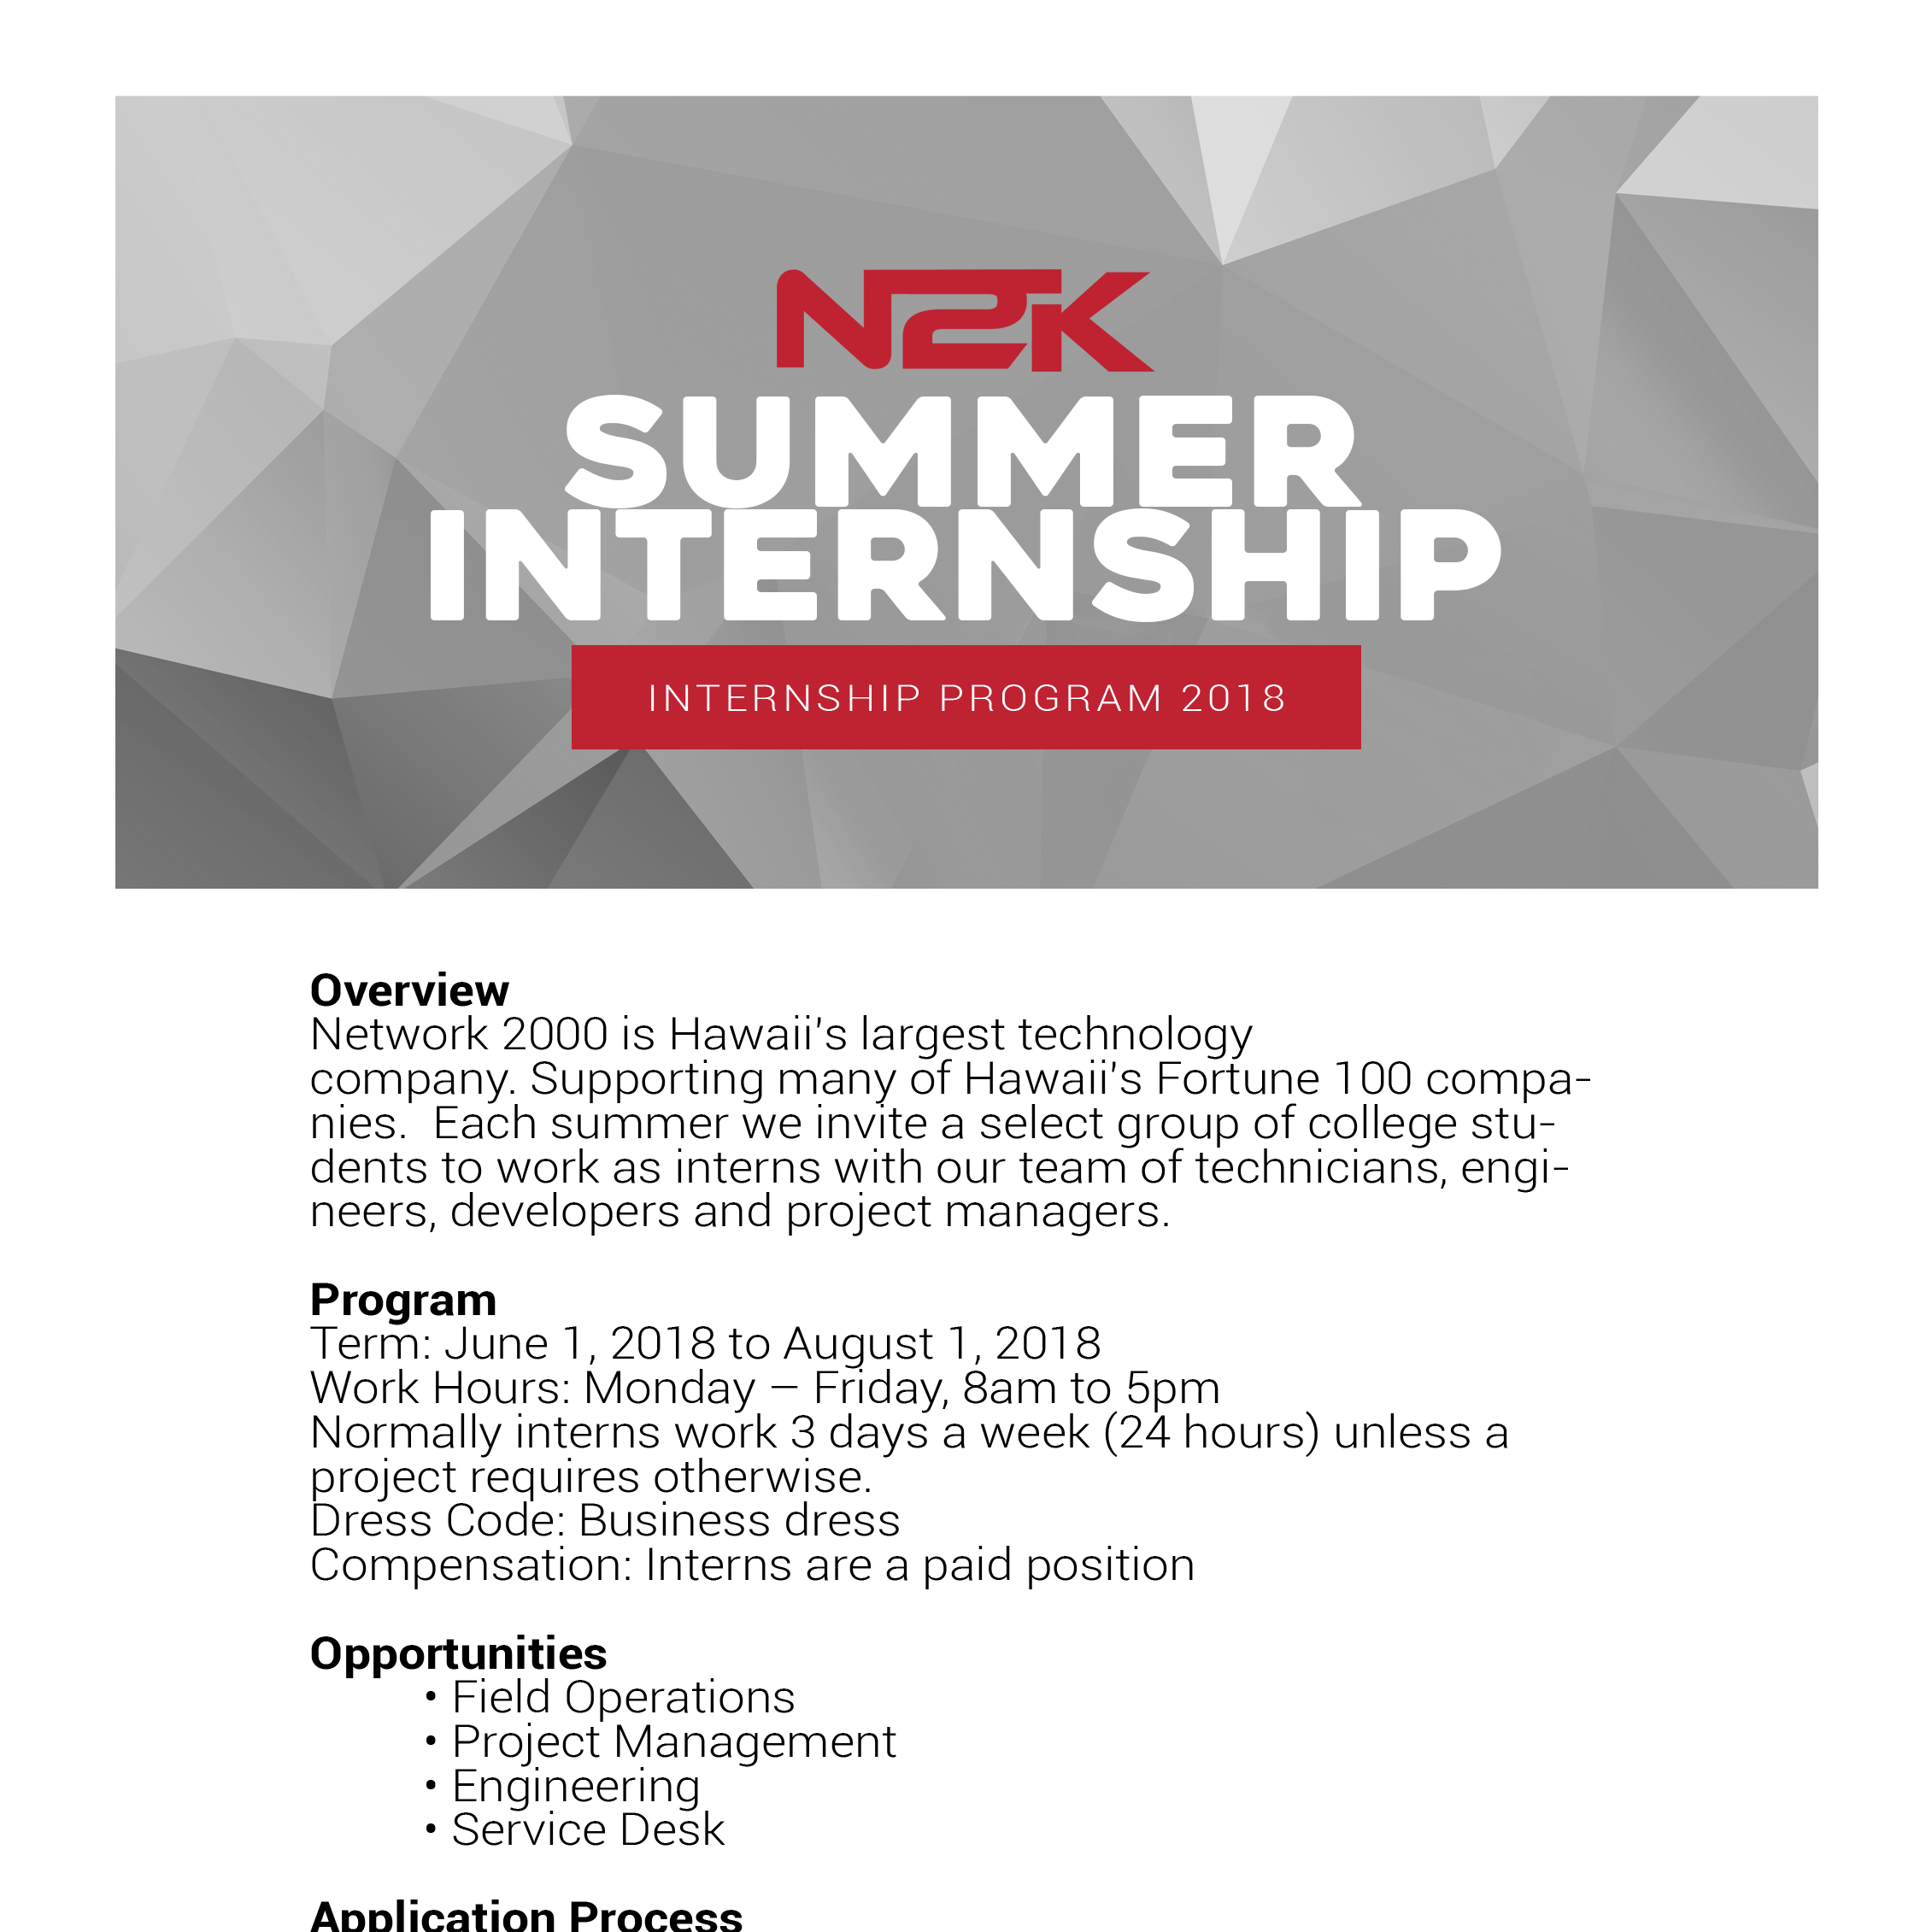 N2K
SUMMER
INTERNSHIP
INTERNSHIP PROGRAM 2018
Overview
Network 2000 is Hawaii's largest technology
company. Supporting many of Hawaii's Fortune 100 compa-
nies.  Each summer we invite a select group of college stu-
dents to work as interns with our team of technicians, engi-
neers, developers and project managers.
Program
Term: June 1, 2018 to August 1, 2018
Work Hours: Monday – Friday, 8am to 5pm
Normally interns work 3 days a week (24 hours) unless a
project requires otherwise.
Dress Code: Business dress
Compensation: Interns are a paid position
Opportunities
• Field Operations
• Project Management
• Engineering
• Service Desk
Application Process